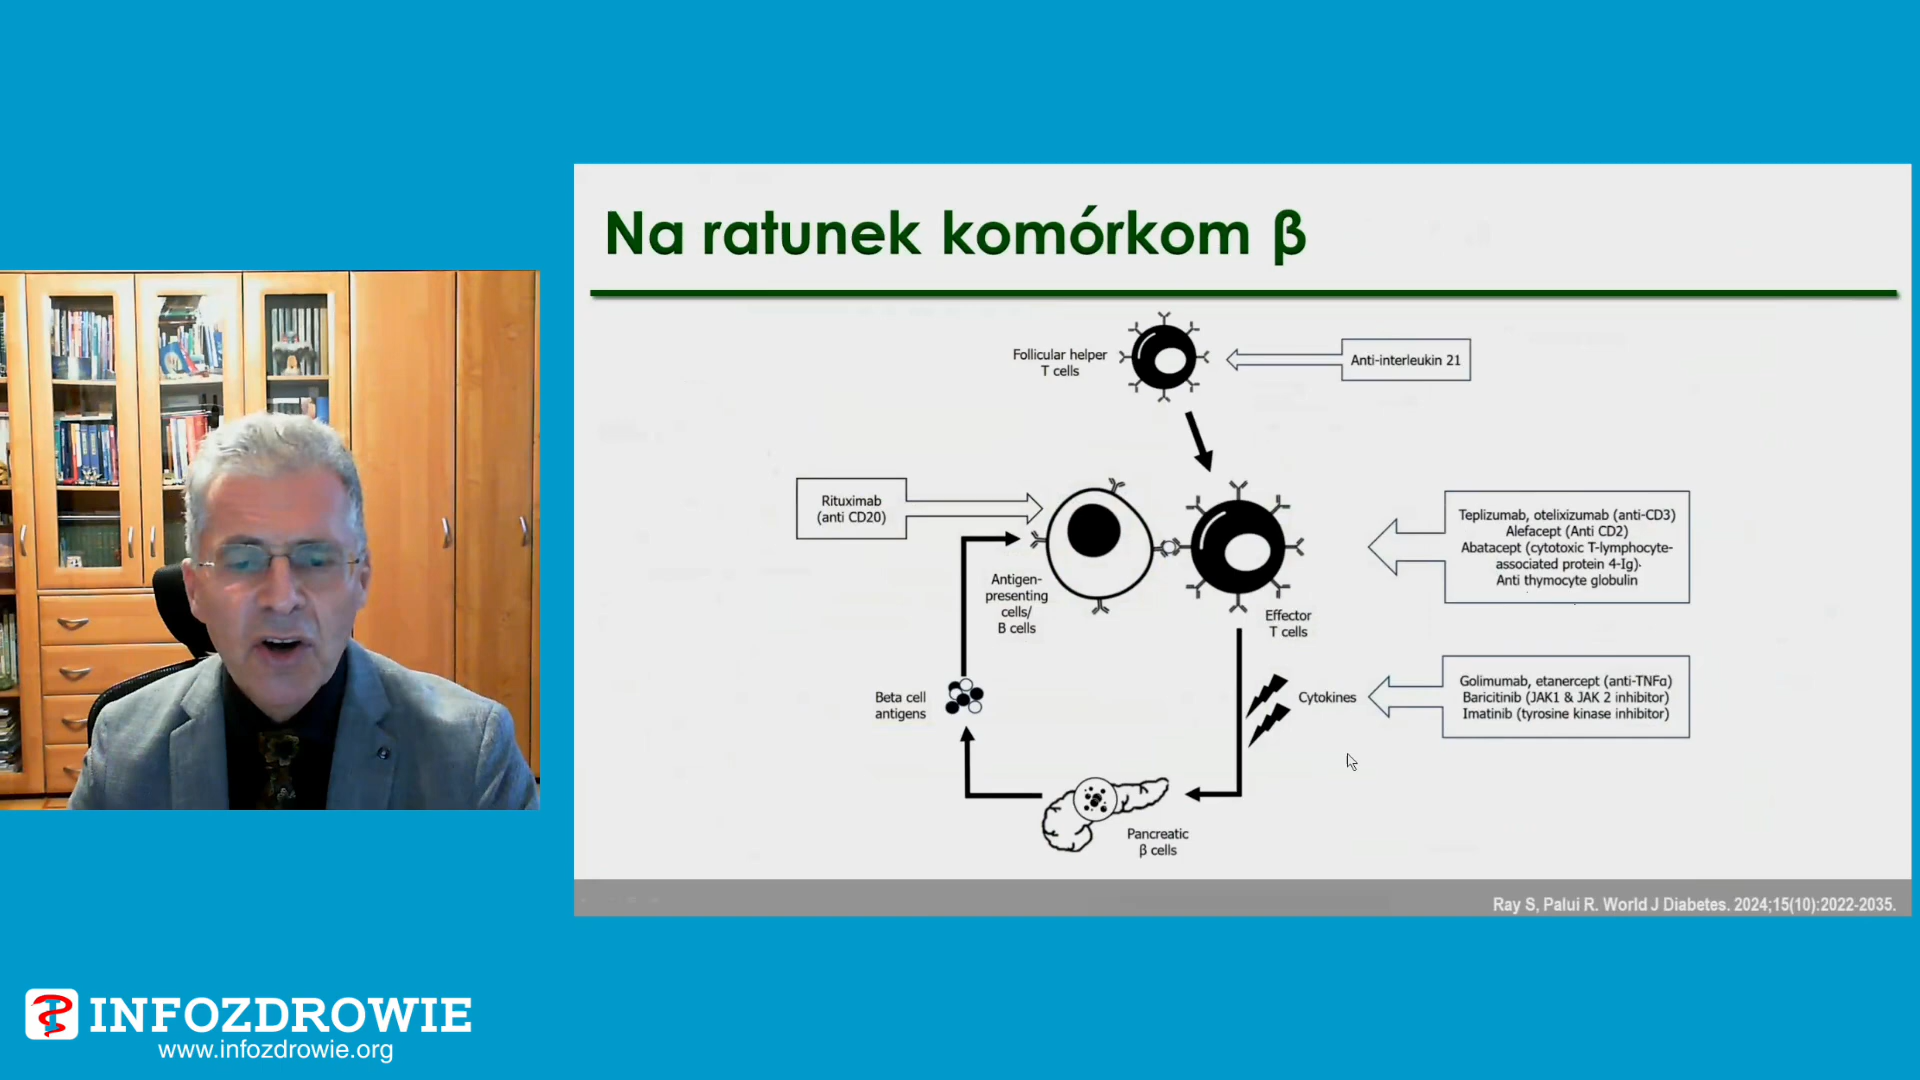 Na ratunek komórkom β
Follicular helper
T cells
Anti-interleukin 21
Rituximab
(anti CD20)
Teplizumab, otelixizumab (anti-CD3)
Alefacept (Anti CD2)
Abatacept (cytotoxic T-lymphocyte-
associated protein 4-Ig)
Anti thymocyte globulin
Antigen-
presenting
cells/
B cells
Effector
T cells
Beta cell
antigens
Cytokines
Golimumab, etanercept (anti-TNFα)
Baricitinib (JAK1 & JAK 2 inhibitor)
Imatinib (tyrosine kinase inhibitor)
Pancreatic
β cells
Ray S, Palui R. World J Diabetes. 2024;15(10):2022-2035.
INFOZDROWIE
www.infozdrowie.org